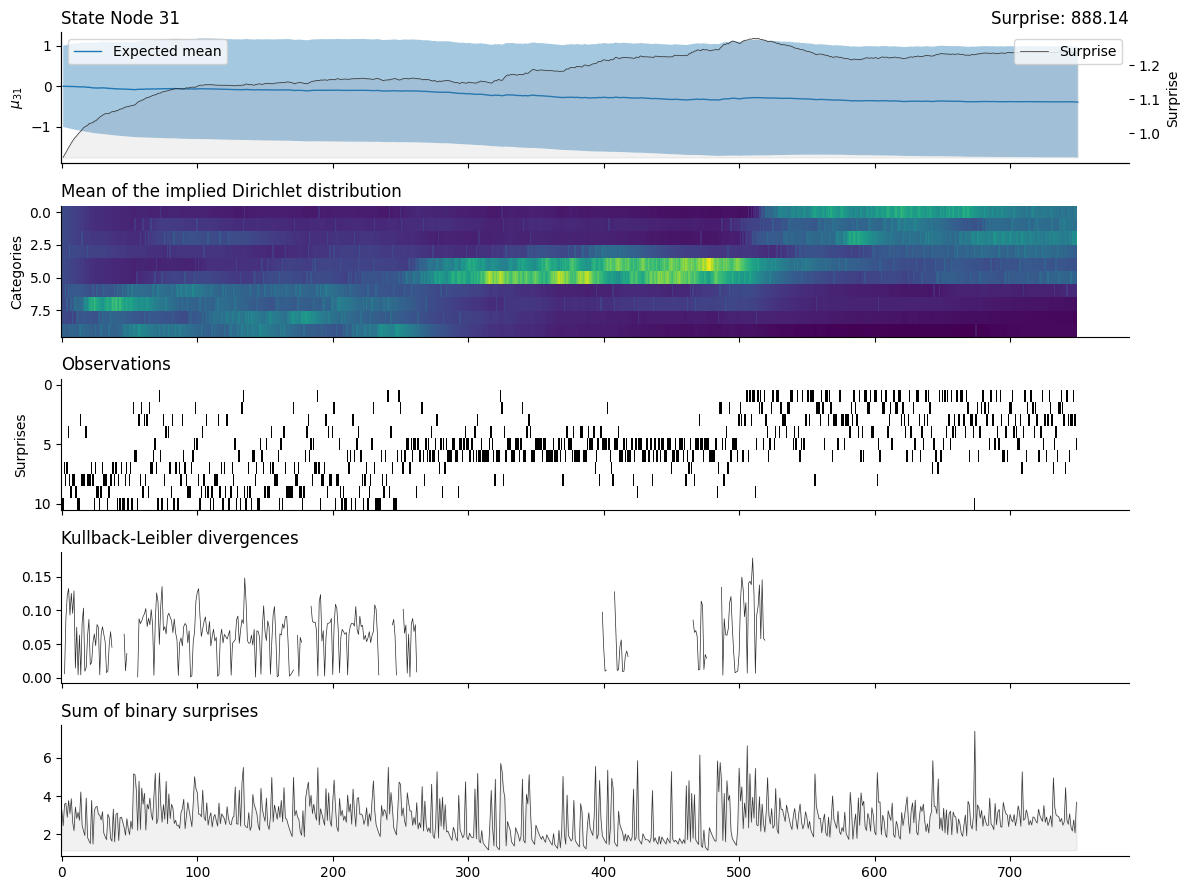 State Node 31 Surprise: 888.14
Expected mean
Surprise
1
0
−1
μ31
1.2
1.1
1.0
Surprise
Mean of the implied Dirichlet distribution
0.0
2.5
5.0
7.5
Categories
Observations
0
5
10
Surprises
Kullback-Leibler divergences
0.15
0.10
0.05
0.00
Sum of binary surprises
6
4
2
0 100 200 300 400 500 600 700